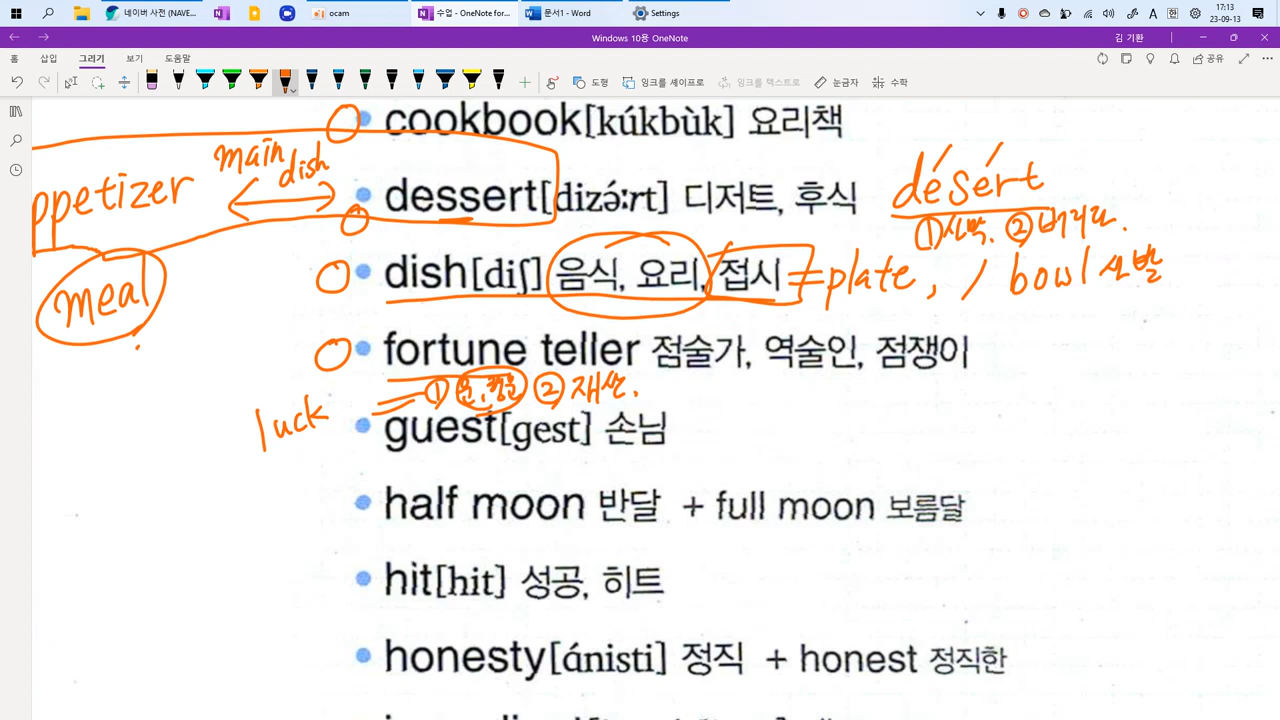 네이버 사전 (NAVE...
ocam
수업 - OneNote for...
문서1 - Word
Settings
A
한
17:13
23-09-13
Windows 10용 OneNote
김 기환
홈 삽입 그리기 보기 도움말
공유
도형
잉크를 셰이프로
잉크를 텍스트로
눈금자
수학
cookbook[kúkbùk] 요리책
main
dish
ppetizer
dessert[dizə́ːrt] 디저트, 후식
désért
①사막. ②버리다.
meal
dish[diʃ] 음식, 요리, 접시 = plate, / bowl 사발
fortune teller 점술가, 역술인, 점쟁이
① 운, 행운 ② 재산.
luck
guest[gest] 손님
half moon 반달 + full moon 보름달
hit[hit] 성공, 히트
honesty[ánisti] 정직 + honest 정직한